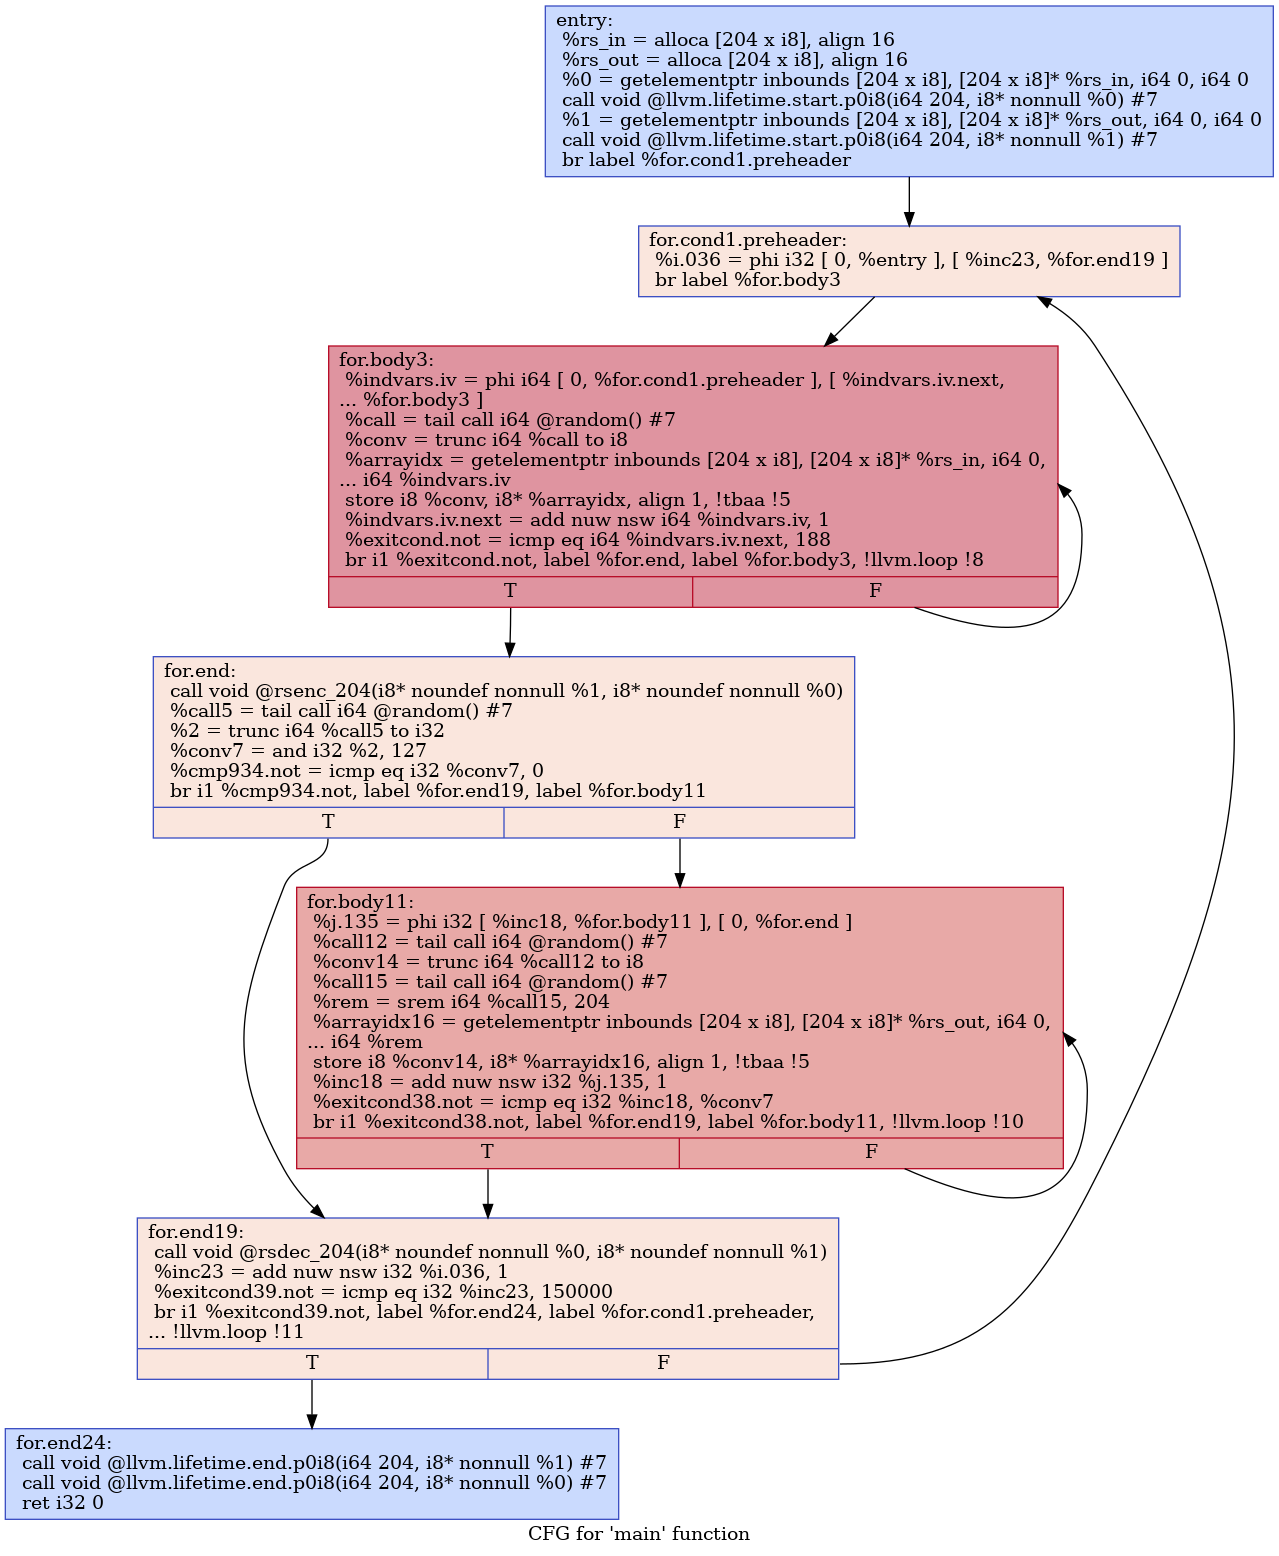 entry:
%rs_in = alloca [204 x i8], align 16
%rs_out = alloca [204 x i8], align 16
%0 = getelementptr inbounds [204 x i8], [204 x i8]* %rs_in, i64 0, i64 0
call void @llvm.lifetime.start.p0i8(i64 204, i8* nonnull %0) #7
%1 = getelementptr inbounds [204 x i8], [204 x i8]* %rs_out, i64 0, i64 0
call void @llvm.lifetime.start.p0i8(i64 204, i8* nonnull %1) #7
br label %for.cond1.preheader
for.cond1.preheader:
%i.036 = phi i32 [ 0, %entry ], [ %inc23, %for.end19 ]
br label %for.body3
for.body3:
%indvars.iv = phi i64 [ 0, %for.cond1.preheader ], [ %indvars.iv.next,
... %for.body3 ]
%call = tail call i64 @random() #7
%conv = trunc i64 %call to i8
%arrayidx = getelementptr inbounds [204 x i8], [204 x i8]* %rs_in, i64 0,
... i64 %indvars.iv
store i8 %conv, i8* %arrayidx, align 1, !tbaa !5
%indvars.iv.next = add nuw nsw i64 %indvars.iv, 1
%exitcond.not = icmp eq i64 %indvars.iv.next, 188
br i1 %exitcond.not, label %for.end, label %for.body3, !llvm.loop !8
T F
for.end:
call void @rsenc_204(i8* noundef nonnull %1, i8* noundef nonnull %0)
%call5 = tail call i64 @random() #7
%2 = trunc i64 %call5 to i32
%conv7 = and i32 %2, 127
%cmp934.not = icmp eq i32 %conv7, 0
br i1 %cmp934.not, label %for.end19, label %for.body11
T F
for.body11:
%j.135 = phi i32 [ %inc18, %for.body11 ], [ 0, %for.end ]
%call12 = tail call i64 @random() #7
%conv14 = trunc i64 %call12 to i8
%call15 = tail call i64 @random() #7
%rem = srem i64 %call15, 204
%arrayidx16 = getelementptr inbounds [204 x i8], [204 x i8]* %rs_out, i64 0,
... i64 %rem
store i8 %conv14, i8* %arrayidx16, align 1, !tbaa !5
%inc18 = add nuw nsw i32 %j.135, 1
%exitcond38.not = icmp eq i32 %inc18, %conv7
br i1 %exitcond38.not, label %for.end19, label %for.body11, !llvm.loop !10
T F
for.end19:
call void @rsdec_204(i8* noundef nonnull %0, i8* noundef nonnull %1)
%inc23 = add nuw nsw i32 %i.036, 1
%exitcond39.not = icmp eq i32 %inc23, 150000
br i1 %exitcond39.not, label %for.end24, label %for.cond1.preheader,
... !llvm.loop !11
T F
for.end24:
call void @llvm.lifetime.end.p0i8(i64 204, i8* nonnull %1) #7
call void @llvm.lifetime.end.p0i8(i64 204, i8* nonnull %0) #7
ret i32 0
CFG for 'main' function